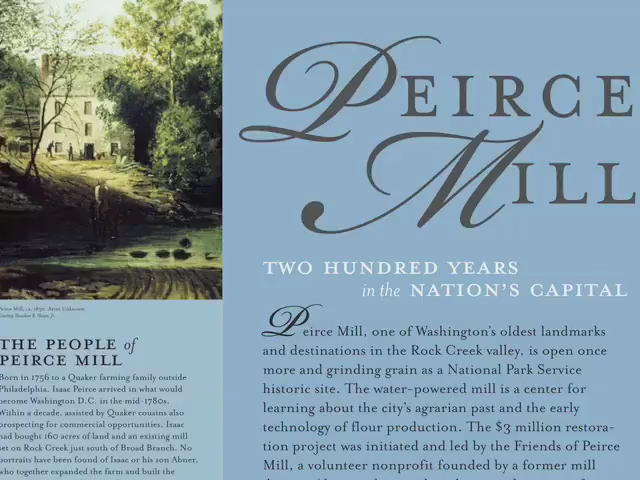 PEIRCE
MILL
TWO HUNDRED YEARS
in the NATION'S CAPITAL
Peirce Mill, one of Washington's oldest landmarks
and destinations in the Rock Creek valley, is open once
more and grinding grain as a National Park Service
historic site. The water-powered mill is a center for
learning about the city's agrarian past and the early
technology of flour production. The $3 million restora-
tion project was initiated and led by the Friends of Peirce
Mill, a volunteer nonprofit founded by a former mill
Peirce Mill, ca. 1830. Artist Unknown.
THE PEOPLE of
PEIRCE MILL
Born in 1756 to a Quaker farming family outside
Philadelphia, Isaac Peirce arrived in what would
become Washington D.C. in the mid-1780s.
Within a decade, assisted by Quaker cousins also
prospecting for commercial opportunities, Isaac
had bought 160 acres of land and an existing mill
set on Rock Creek just south of Broad Branch. No
portraits have been found of Isaac or his son Abner,
who together expanded the farm and built the